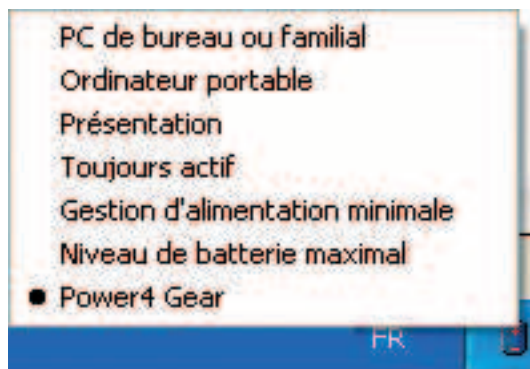 PC de bureau ou familial
Ordinateur portable
Présentation
Toujours actif
Gestion d'alimentation minimale
Niveau de batterie maximal
Power4 Gear
FR